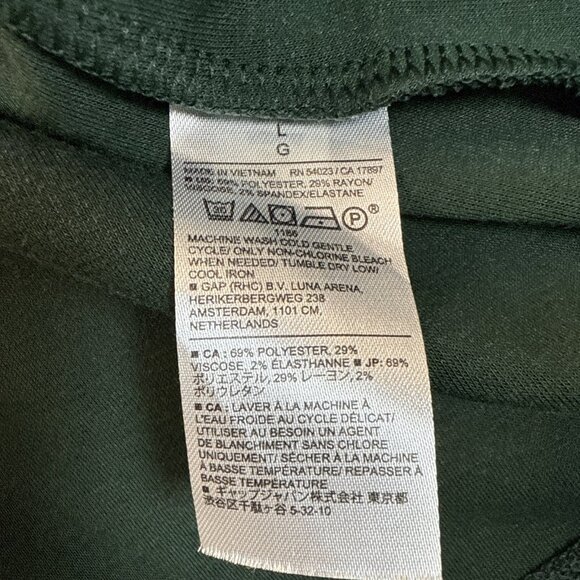 L
G
MADE IN VIETNAM RN 54023 / CA 17897
■ US: 69% POLYESTER, 29% RAYON/
VISCOSE, 2% SPANDEX/ELASTANE
P ®
1188
MACHINE WASH COLD GENTLE
CYCLE/ ONLY NON-CHLORINE BLEACH
WHEN NEEDED/ TUMBLE DRY LOW/
COOL IRON
■ GAP (RHC) B.V. LUNA ARENA,
HERIKERBERGWEG 238
AMSTERDAM, 1101 CM,
NETHERLANDS
■ CA : 69% POLYESTER, 29%
VISCOSE, 2% ÉLASTHANNE ■ JP: 69%
ポリエステル, 29% レーヨン, 2%
ポリウレタン
■ CA : LAVER À LA MACHINE À
L'EAU FROIDE AU CYCLE DÉLICAT/
UTILISER AU BESOIN UN AGENT
DE BLANCHIMENT SANS CHLORE
UNIQUEMENT/ SÉCHER À LA MACHINE
À BASSE TEMPÉRATURE/ REPASSER À
BASSE TEMPÉRATURE
■ ギャップジャパン株式会社 東京都
渋谷区千駄ヶ谷 5-32-10